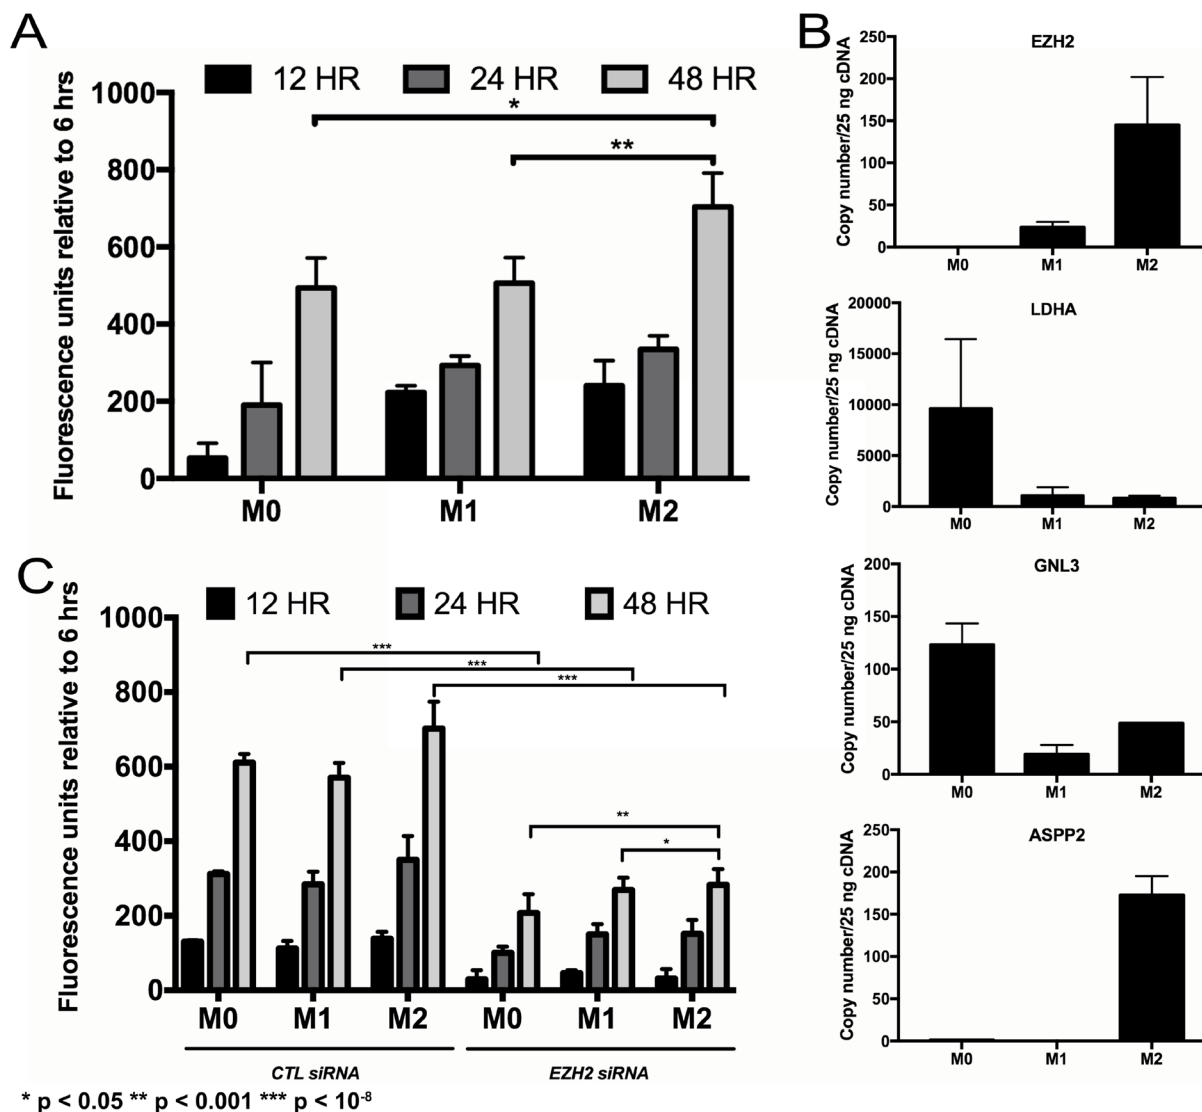 A
12 HR 24 HR 48 HR
Fluorescence units relative to 6 hrs
1000
800
600
400
200
0
*
**
M0 M1 M2
B
EZH2
Copy number/25 ng cDNA
250
200
150
100
50
0
M0 M1 M2
LDHA
Copy number/25 ng cDNA
20000
15000
10000
5000
0
M0 M1 M2
GNL3
Copy number/25 ng cDNA
200
150
100
50
0
M0 M1 M2
ASPP2
Copy number/25 ng cDNA
250
200
150
100
50
0
M0 M1 M2
C
12 HR 24 HR 48 HR
Fluorescence units relative to 6 hrs
1000
800
600
400
200
0
***
***
***
**
*
M0 M1 M2 M0 M1 M2
CTL siRNA EZH2 siRNA
* p < 0.05 ** p < 0.001 *** p < 10⁻⁸